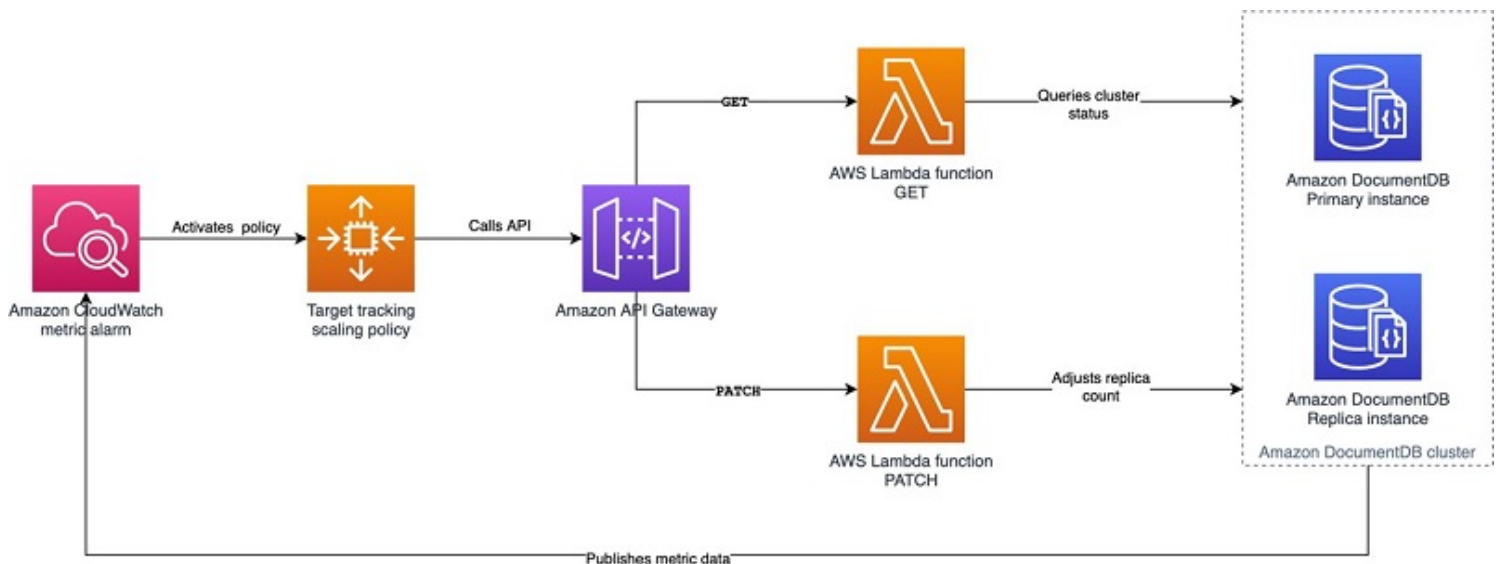 GET
Queries cluster
status
AWS Lambda function
GET
Amazon DocumentDB
Primary instance
Activates policy
Calls API
</>
Amazon CloudWatch
metric alarm
Target tracking
scaling policy
Amazon API Gateway
{}
{}
PATCH
Adjusts replica
count
AWS Lambda function
PATCH
Amazon DocumentDB
Replica instance
Amazon DocumentDB cluster
Publishes metric data